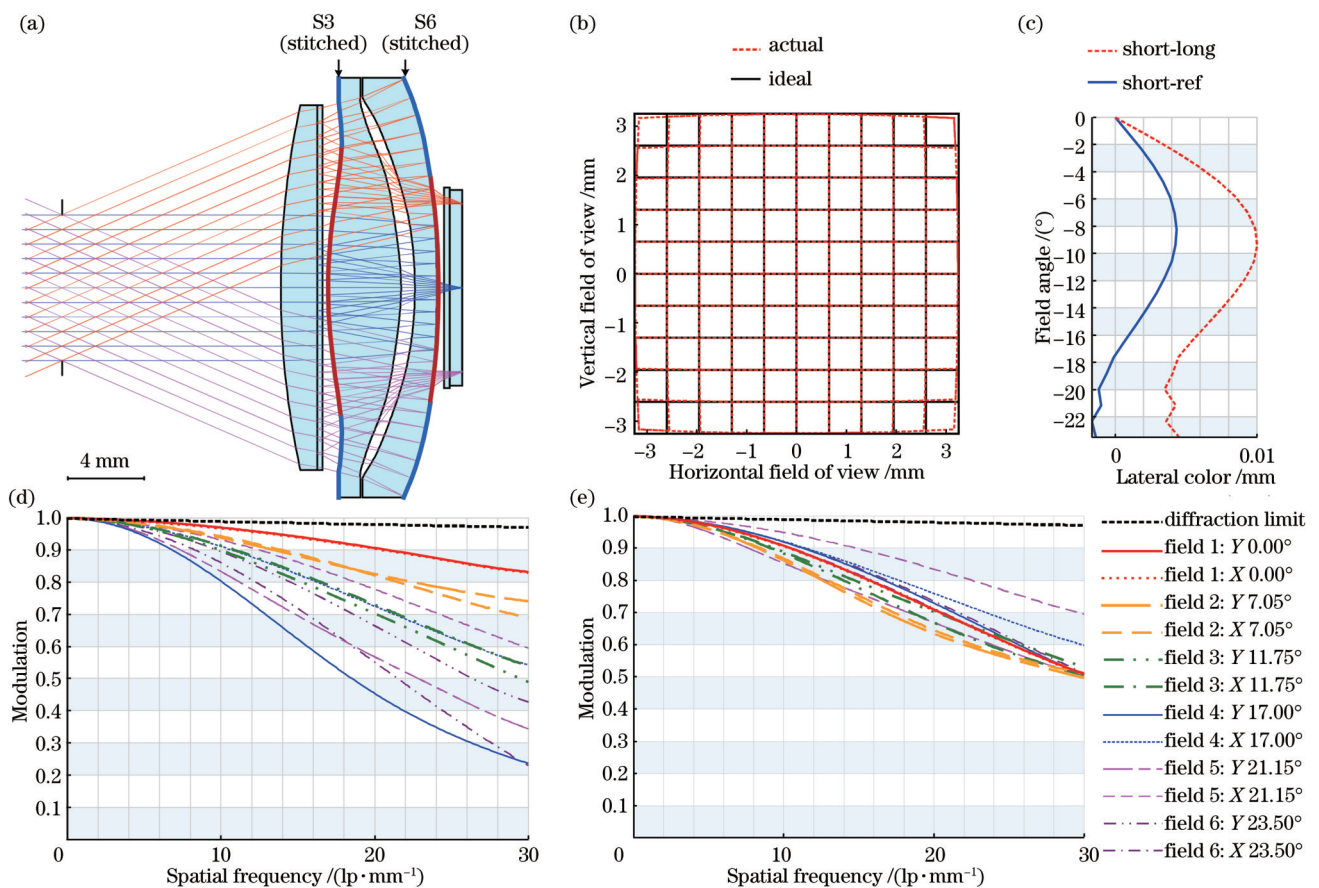 (a)
S3
(stitched)
S6
(stitched)
4 mm
(b)
actual
ideal
Vertical field of view /mm
3
2
1
0
−1
−2
−3
−3 −2 −1 0 1 2 3
Horizontal field of view /mm
(c)
short-long
short-ref
Field angle /(°)
0
−2
−4
−6
−8
−10
−12
−14
−16
−18
−20
−22
0 0.01
Lateral color /mm
(d)
Modulation
1.0
0.9
0.8
0.7
0.6
0.5
0.4
0.3
0.2
0.1
0 10 20 30
Spatial frequency /(lp·mm⁻¹)
(e)
Modulation
1.0
0.9
0.8
0.7
0.6
0.5
0.4
0.3
0.2
0.1
0 10 20 30
Spatial frequency /(lp·mm⁻¹)
diffraction limit
field 1: Y 0.00°
field 1: X 0.00°
field 2: Y 7.05°
field 2: X 7.05°
field 3: Y 11.75°
field 3: X 11.75°
field 4: Y 17.00°
field 4: X 17.00°
field 5: Y 21.15°
field 5: X 21.15°
field 6: Y 23.50°
field 6: X 23.50°